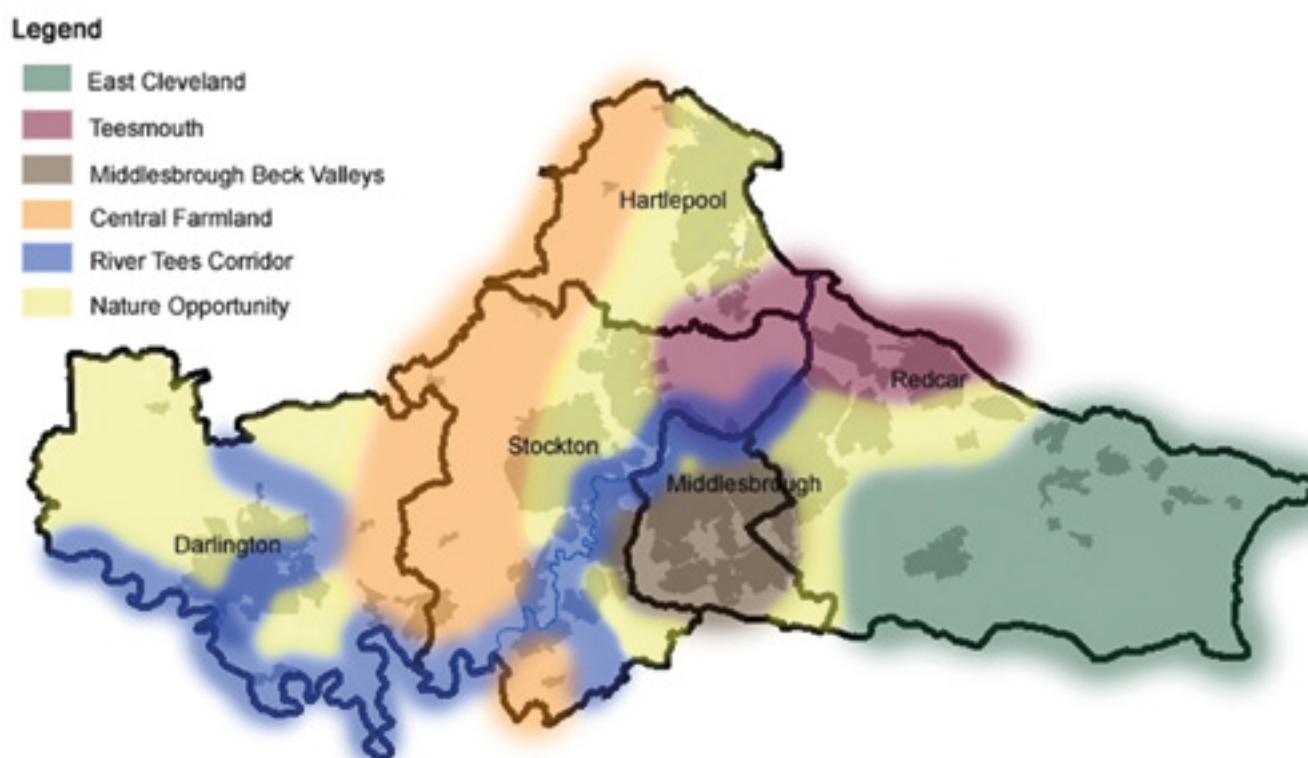 Legend
East Cleveland
Teesmouth
Middlesbrough Beck Valleys
Central Farmland
River Tees Corridor
Nature Opportunity
Hartlepool
Redcar
Stockton
Middlesbrough
Darlington